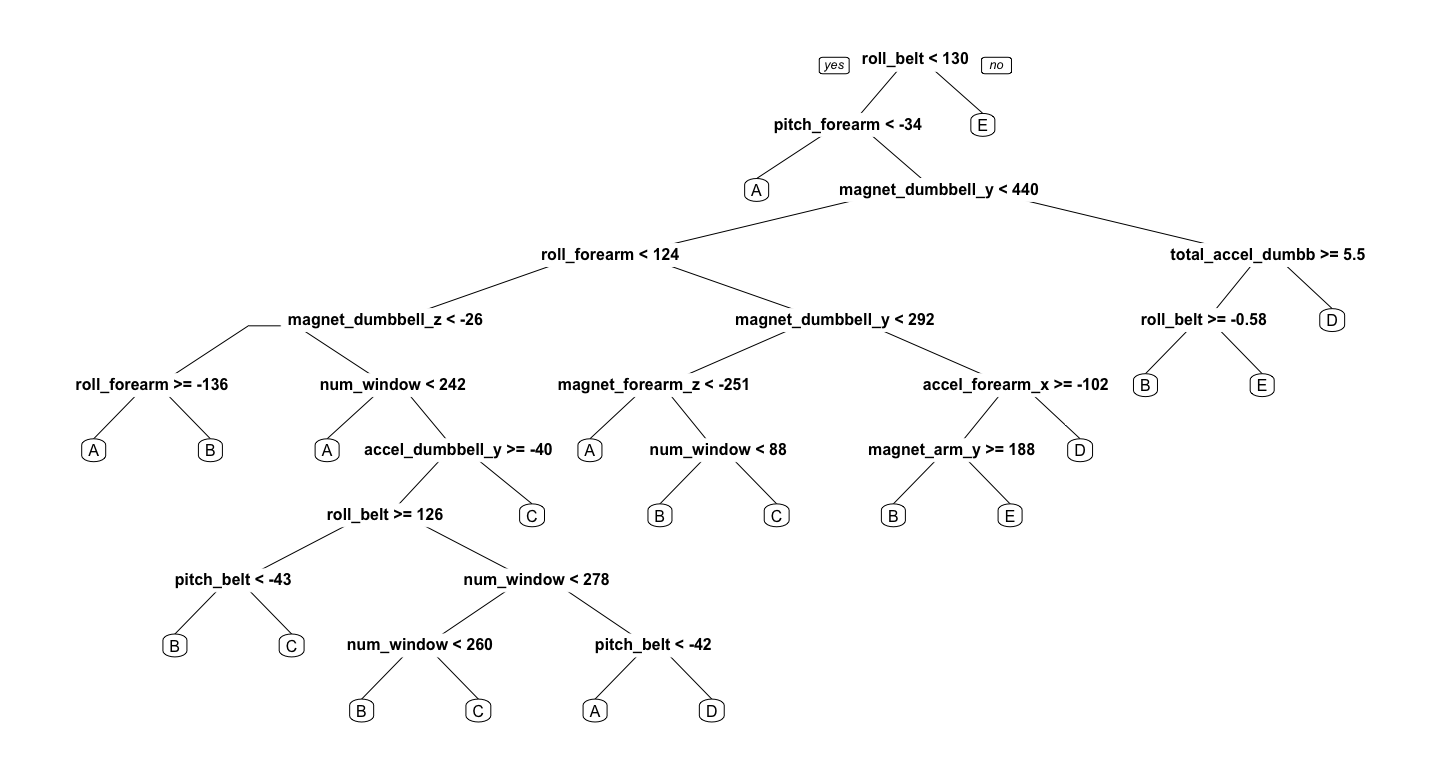 yes roll_belt < 130 no
pitch_forearm < -34 E
A magnet_dumbbell_y < 440
roll_forearm < 124 total_accel_dumbb >= 5.5
magnet_dumbbell_z < -26 magnet_dumbbell_y < 292 roll_belt >= -0.58 D
roll_forearm >= -136 num_window < 242 magnet_forearm_z < -251 accel_forearm_x >= -102 B E
A B A accel_dumbbell_y >= -40 A num_window < 88 magnet_arm_y >= 188 D
roll_belt >= 126 C B C B E
pitch_belt < -43 num_window < 278
B C num_window < 260 pitch_belt < -42
B C A D